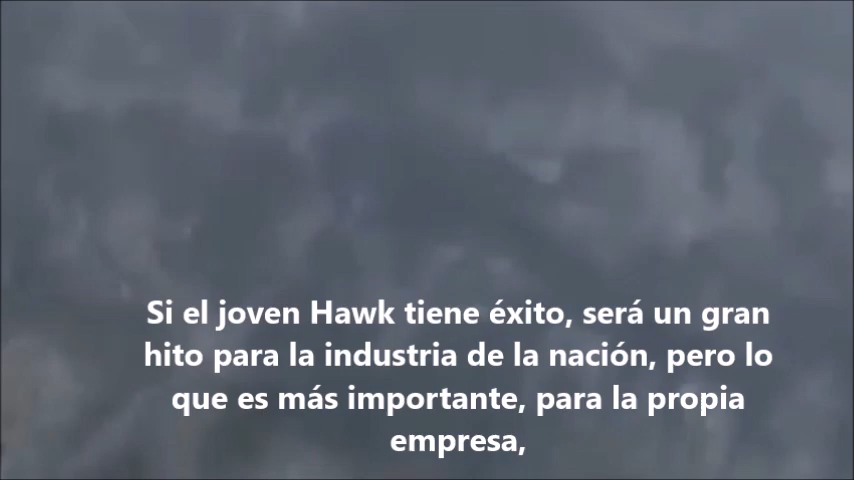 Si el joven Hawk tiene éxito, será un gran
hito para la industria de la nación, pero lo
que es más importante, para la propia
empresa,